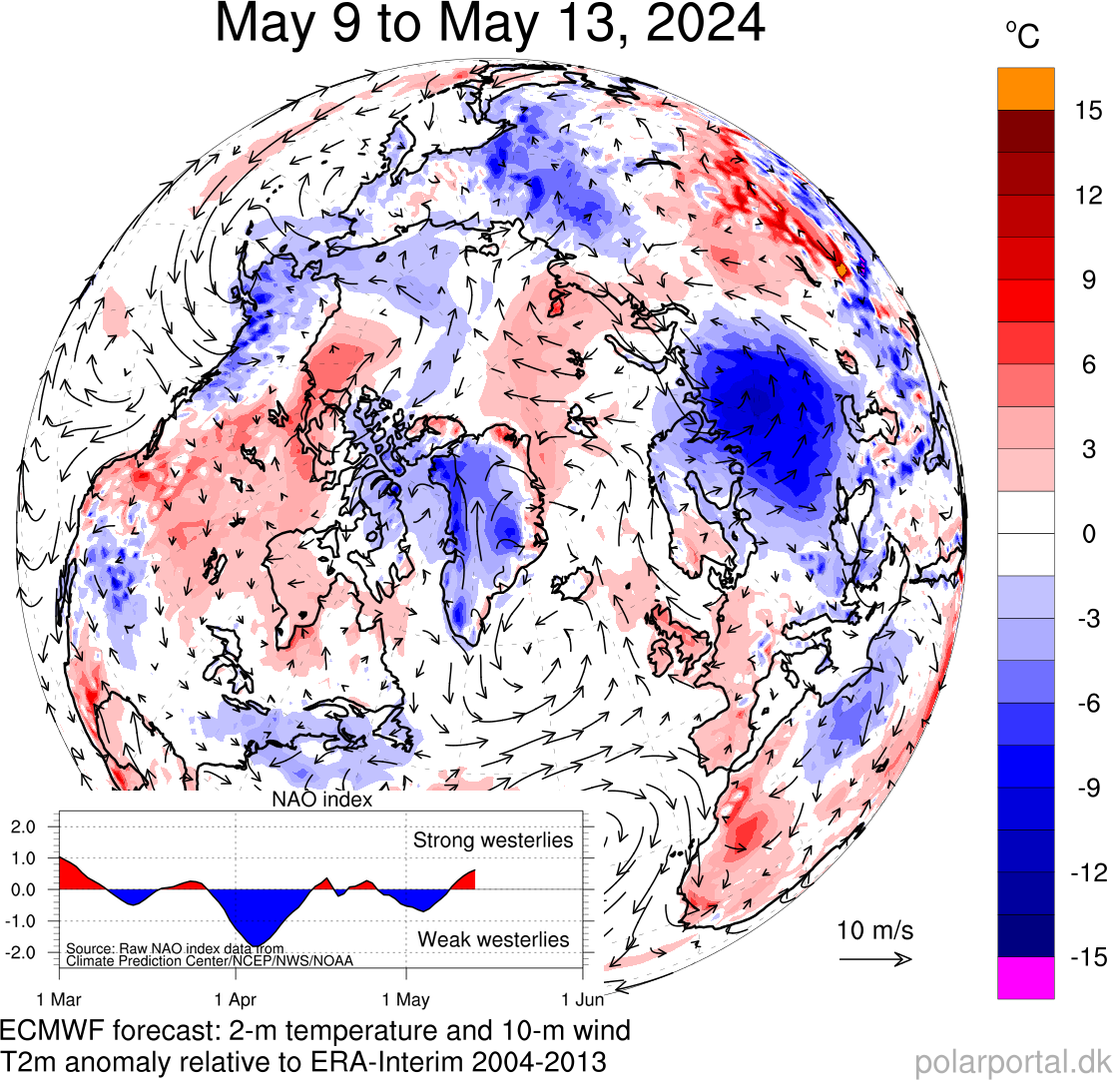 May 9 to May 13, 2024
oC
15
12
9
6
3
0
-3
-6
-9
-12
-15
10 m/s
NAO index
2.0
1.0
0.0
-1.0
-2.0
Strong westerlies
Weak westerlies
Source: Raw NAO index data from
Climate Prediction Center/NCEP/NWS/NOAA
1 Mar
1 Apr
1 May
1 Jun
ECMWF forecast: 2-m temperature and 10-m wind
T2m anomaly relative to ERA-Interim 2004-2013
polarportal.dk